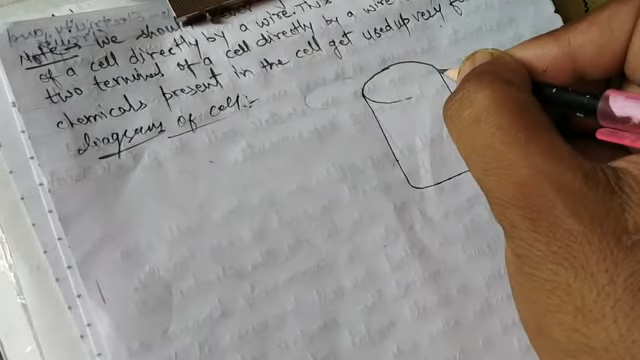 Note:- We should
of a cell directly by a wire. This
two terminal of a cell directly by a wire
chemicals present in the cell get used up very
diagram of cell:-